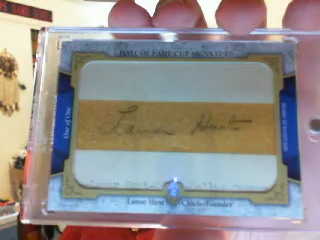 HALL OF FAME CUT MONSTERS
One of One
Lamar Hunt
Lamar Hunt Chiefs-Founder